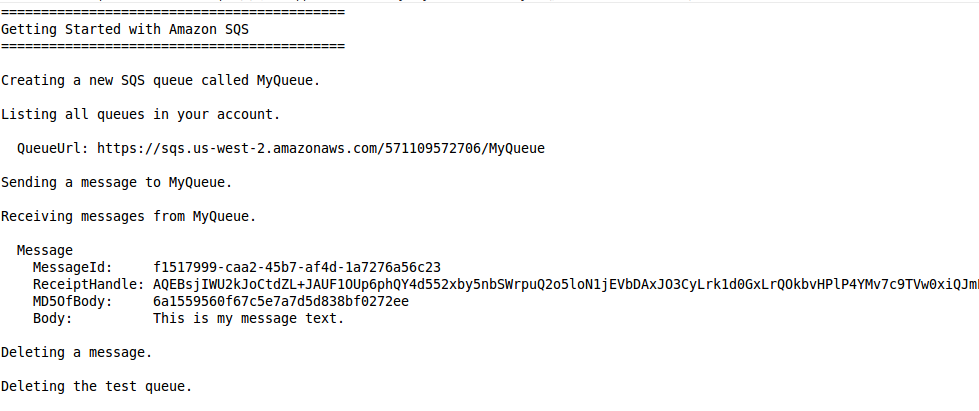 ===========================================
Getting Started with Amazon SQS
===========================================
Creating a new SQS queue called MyQueue.
Listing all queues in your account.
QueueUrl: https://sqs.us-west-2.amazonaws.com/571109572706/MyQueue
Sending a message to MyQueue.
Receiving messages from MyQueue.
Message
MessageId: f1517999-caa2-45b7-af4d-1a7276a56c23
ReceiptHandle: AQEBsjIWU2kJoCtdZL+JAUF1OUp6phQY4d552xby5nbSWrpuQ2o5loN1jEVbDAxJO3CyLrk1d0GxLrQOkbvHPlP4YMv7c9TVw0xiQJm
MD5OfBody: 6a1559560f67c5e7a7d5d838bf0272ee
Body: This is my message text.
Deleting a message.
Deleting the test queue.